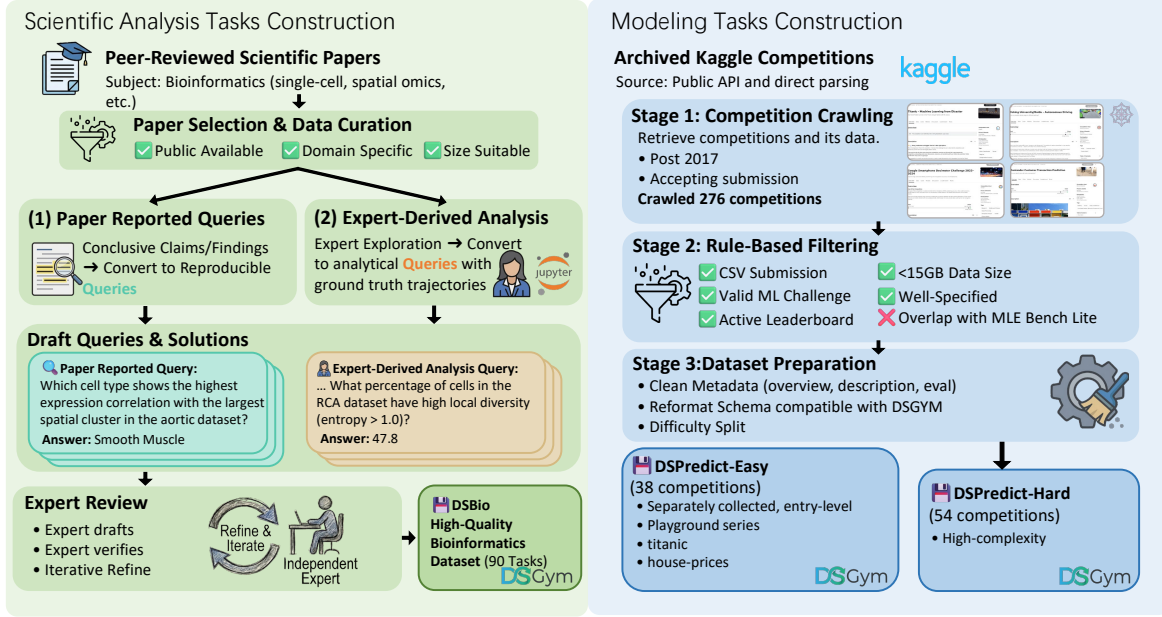 Scientific Analysis Tasks Construction
Peer-Reviewed Scientific Papers
Subject: Bioinformatics (single-cell, spatial omics,
etc.)
Paper Selection & Data Curation
Public Available
Domain Specific
Size Suitable
(1) Paper Reported Queries
Conclusive Claims/Findings
→ Convert to Reproducible
Queries
(2) Expert-Derived Analysis
Expert Exploration → Convert
to analytical Queries with
ground truth trajectories
jupyter
Draft Queries & Solutions
Paper Reported Query:
Which cell type shows the highest
expression correlation with the largest
spatial cluster in the aortic dataset?
Answer: Smooth Muscle
Expert-Derived Analysis Query:
... What percentage of cells in the
RCA dataset have high local diversity
(entropy > 1.0)?
Answer: 47.8
Expert Review
• Expert drafts
• Expert verifies
• Iterative Refine
Refine &
Iterate
Independent
Expert
DSBio
High-Quality
Bioinformatics
Dataset (90 Tasks)
DSGym
Modeling Tasks Construction
Archived Kaggle Competitions
Source: Public API and direct parsing
kaggle
Stage 1: Competition Crawling
Retrieve competitions and its data.
• Post 2017
• Accepting submission
Crawled 276 competitions
Stage 2: Rule-Based Filtering
CSV Submission
Valid ML Challenge
Active Leaderboard
<15GB Data Size
Well-Specified
Overlap with MLE Bench Lite
Stage 3:Dataset Preparation
• Clean Metadata (overview, description, eval)
• Reformat Schema compatible with DSGYM
• Difficulty Split
DSPredict-Easy
(38 competitions)
• Separately collected, entry-level
• Playground series
• titanic
• house-prices
DSGym
DSPredict-Hard
(54 competitions)
• High-complexity
DSGym